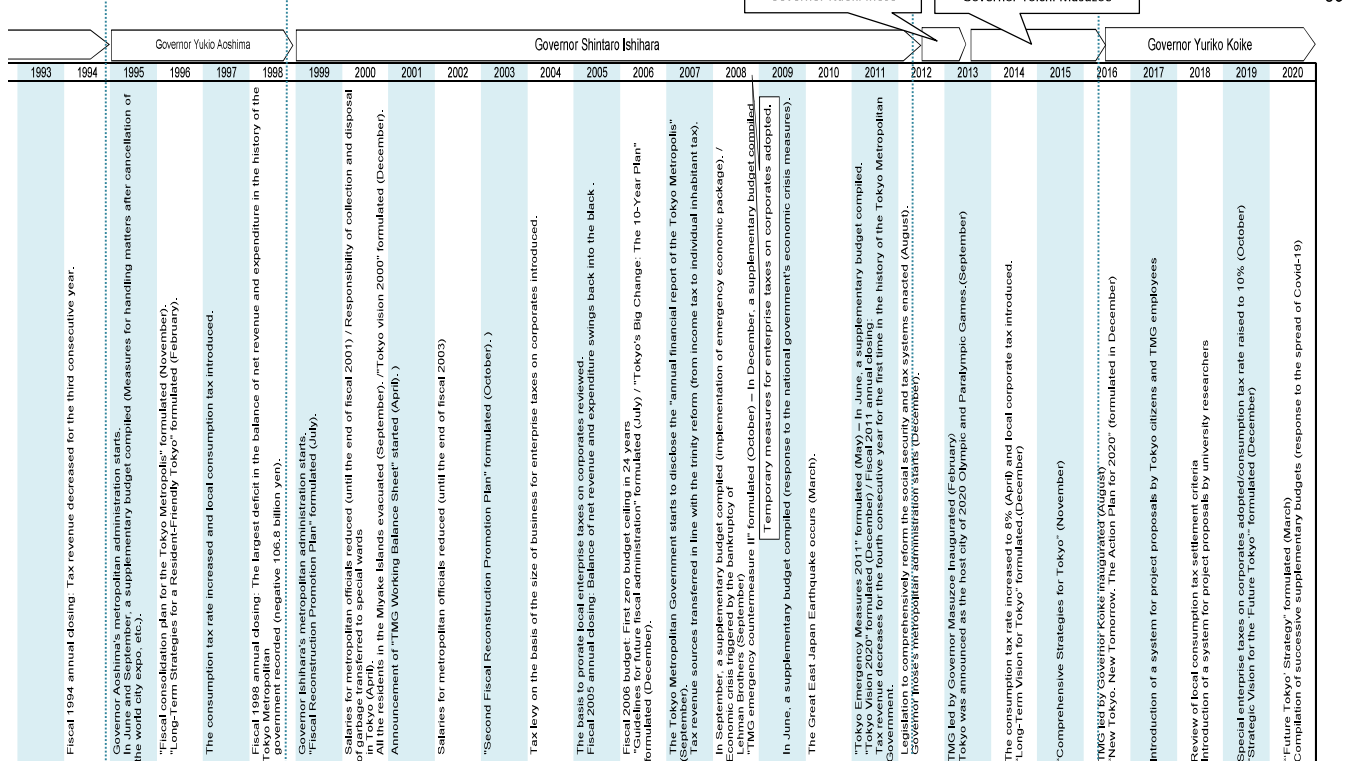 Governor Yukio Aoshima
Governor Shintaro Ishihara
Governor Yuriko Koike
1993 1994 1995 1996 1997 1998 1999 2000 2001 2002 2003 2004 2005 2006 2007 2008 2009 2010 2011 2012 2013 2014 2015 2016 2017 2018 2019 2020
Fiscal 1994 annual closing: Tax revenue decreased for the third consecutive year.
Governor Aoshima's metropolitan administration starts.
In June and September, a supplementary budget compiled (Measures for handling matters after cancellation of
the world city expo, etc.).
"Fiscal consolidation plan for the Tokyo Metropolis" formulated (November).
"Long-Term Strategies for a Resident-Friendly Tokyo" formulated (February).
The consumption tax rate increased and local consumption tax introduced.
Fiscal 1998 annual closing: The largest deficit in the balance of net revenue and expenditure in the history of the
Tokyo Metropolitan
government recorded (negative 106.8 billion yen).
Governor Ishihara's metropolitan administration starts.
"Fiscal Reconstruction Promotion Plan" formulated (July).
Salaries for metropolitan officials reduced (until the end of fiscal 2001) / Responsibility of collection and disposal
of garbage transferred to special wards
in Tokyo (April).
All the residents in the Miyake Islands evacuated (September). /"Tokyo vision 2000" formulated (December).
Announcement of "TMG Working Balance Sheet" started (April). )
Salaries for metropolitan officials reduced (until the end of fiscal 2003)
"Second Fiscal Reconstruction Promotion Plan" formulated (October). )
Tax levy on the basis of the size of business for enterprise taxes on corporates introduced.
The basis to prorate local enterprise taxes on corporates reviewed.
Fiscal 2005 annual closing: Balance of net revenue and expenditure swings back into the black .
Fiscal 2006 budget: First zero budget ceiling in 24 years
"Guidelines for future fiscal administration" formulated (July) / "Tokyo's Big Change: The 10-Year Plan"
formulated (December).
The Tokyo Metropolitan Government starts to disclose the "annual financial report of the Tokyo Metropolis"
(September).
Tax revenue sources transferred in line with the trinity reform (from income tax to individual inhabitant tax).
In September, a supplementary budget compiled (implementation of emergency economic package). /
Economic crisis triggered by the bankruptcy of
Lehman Brothers (September)
"TMG emergency countermeasure II" formulated (October) – In December, a supplementary budget compiled
Temporary measures for enterprise taxes on corporates adopted.
In June, a supplementary budget compiled (response to the national government's economic crisis measures).
The Great East Japan Earthquake occurs (March).
"Tokyo Emergency Measures 2011" formulated (May) – In June, a supplementary budget compiled.
"Tokyo Vision 2020" formulated (December) / Fiscal 2011 annual closing:
Tax revenue decreases for the fourth consecutive year for the first time in the history of the Tokyo Metropolitan
Government.
Legislation to comprehensively reform the social security and tax systems enacted (August).
Governor Inose's metropolitan administration starts (December).
TMG led by Governor Masuzoe Inaugurated (February)
Tokyo was announced as the host city of 2020 Olympic and Paralympic Games.(September)
The consumption tax rate increased to 8% (April) and local corporate tax introduced.
"Long-Term Vision for Tokyo" formulated.(December)
"Comprehensive Strategies for Tokyo" (November)
TMG led by Governor Koike inaugurated (August)
"New Tokyo. New Tomorrow. The Action Plan for 2020" (formulated in December)
Introduction of a system for project proposals by Tokyo citizens and TMG employees
Review of local consumption tax settlement criteria
Introduction of a system for project proposals by university researchers
Special enterprise taxes on corporates adopted/consumption tax rate raised to 10% (October)
"Strategic Vision for the 'Future Tokyo'" formulated (December)
"Future Tokyo' Strategy" formulated (March)
Compilation of successive supplementary budgets (response to the spread of Covid-19)